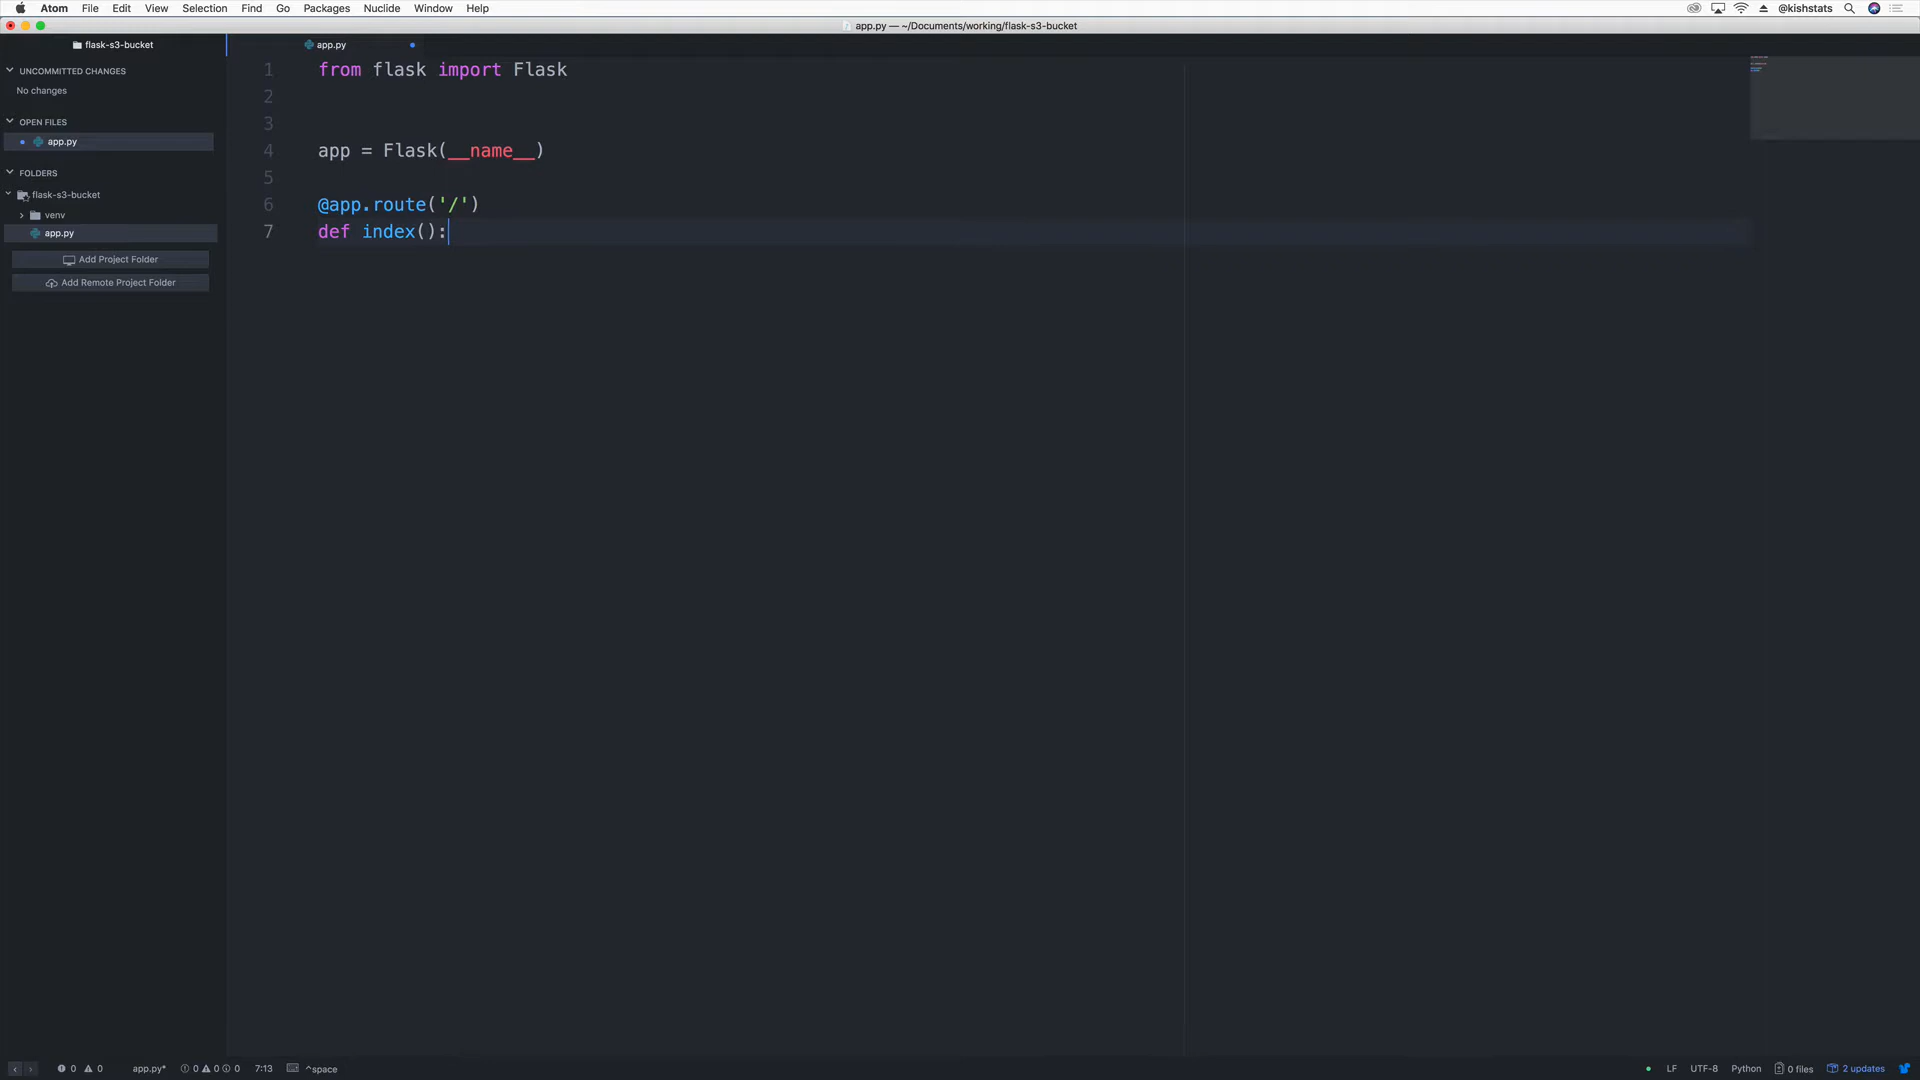 Atom File Edit View Selection Find Go Packages Nuclide Window Help @kishstats
app.py — ~/Documents/working/flask-s3-bucket
flask-s3-bucket
app.py
UNCOMMITTED CHANGES
No changes
OPEN FILES
app.py
FOLDERS
flask-s3-bucket
venv
app.py
Add Project Folder
Add Remote Project Folder
1 from flask import Flask
2
3
4 app = Flask(__name__)
5
6 @app.route('/')
7 def index():
0 0 app.py* 0 0 0 7:13 ^space LF UTF-8 Python 0 files 2 updates